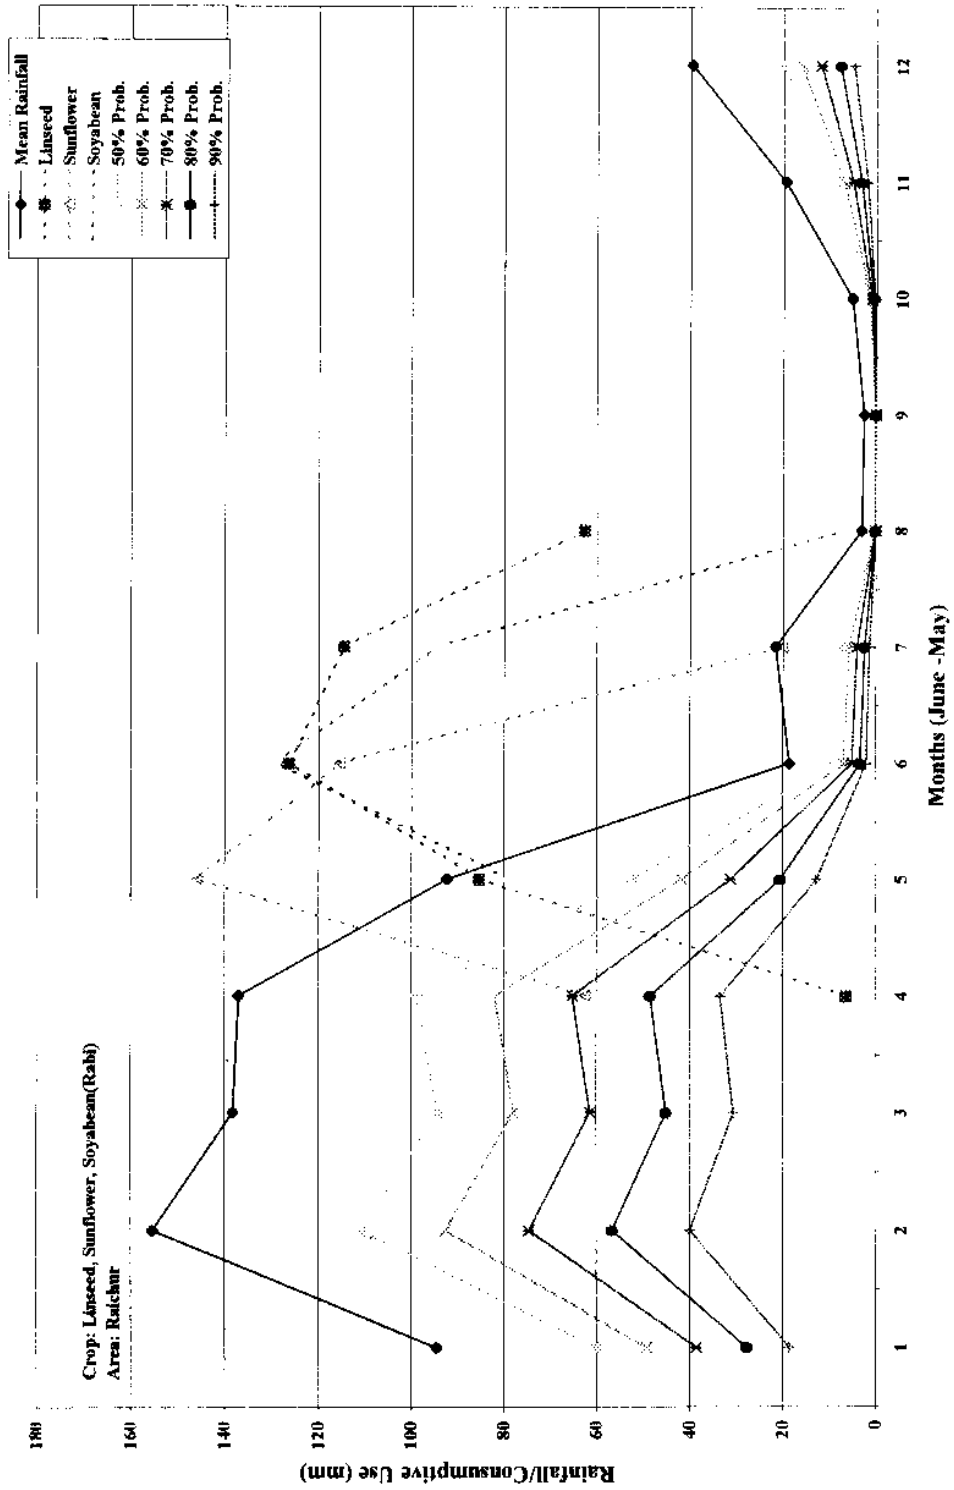 Crop: Linseed, Sunflower, Soyabean(Rabi)
Area: Raichur
Mean Rainfall
Linseed
Sunflower
Soyabean
50% Prob.
60% Prob.
70% Prob.
80% Prob.
90% Prob.
Rainfall/Consumptive Use (mm)
180
160
140
120
100
80
60
40
20
0
1 2 3 4 5 6 7 8 9 10 11 12
Months (June -May)